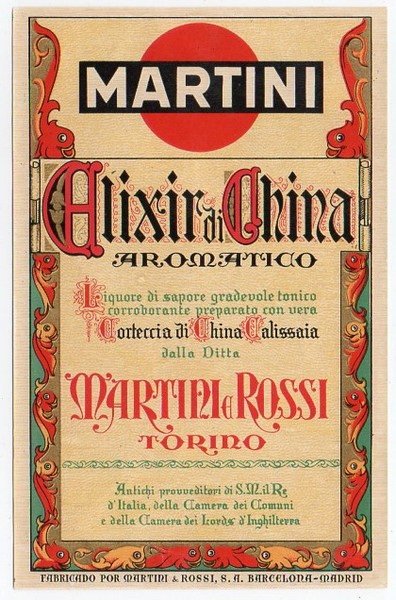 MARTINI
Elixir di China
AROMATICO
Liquore di sapore gradevole tonico
corrodorante preparato con vera
Corteccia di China Calissaia
dalla Ditta
MARTINI e ROSSI
TORINO
Antichi provveditori di S.M. il Re
d'Italia, della Camera dei Comuni
e della Camera dei Lords d'Inghilterra
FABRICADO POR MARTINI & ROSSI, S. A. BARCELONA-MADRID